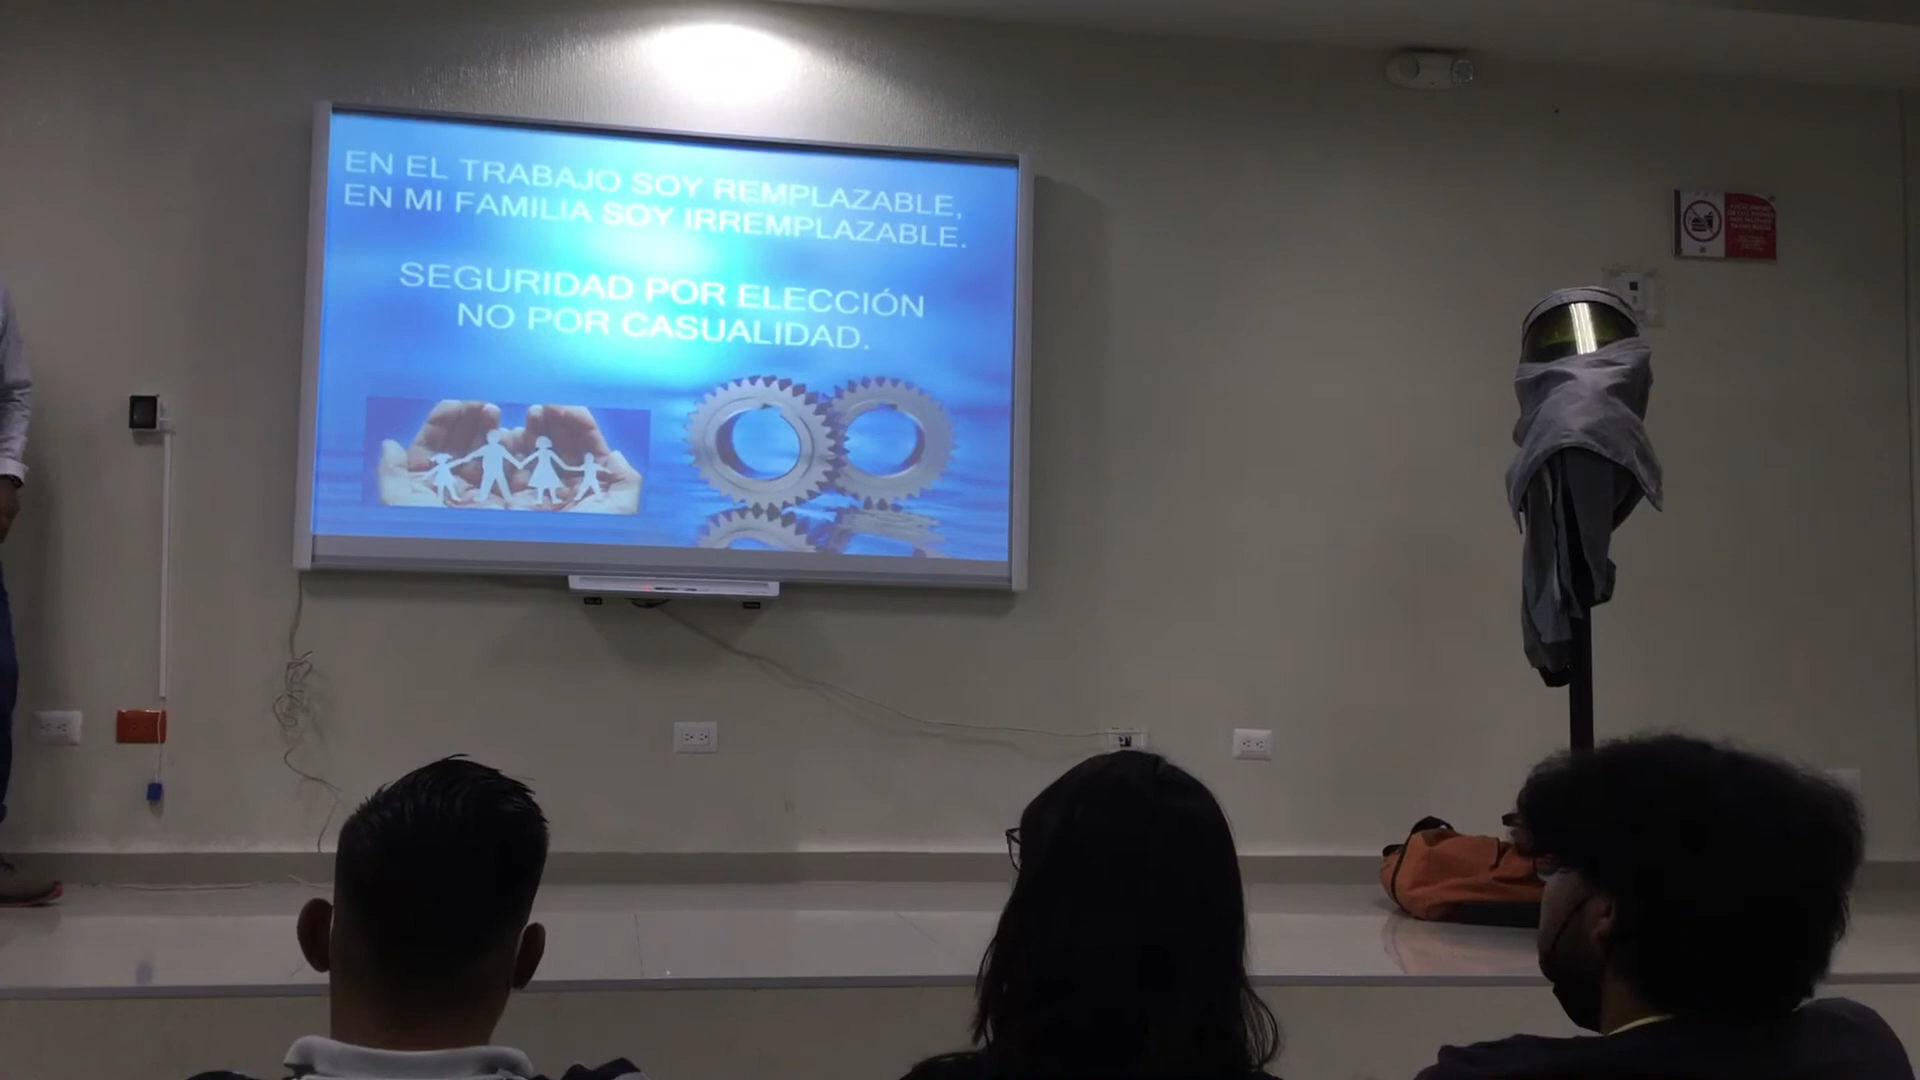 EN EL TRABAJO SOY REMPLAZABLE,
EN MI FAMILIA SOY IRREMPLAZABLE.
SEGURIDAD POR ELECCIÓN
NO POR CASUALIDAD.